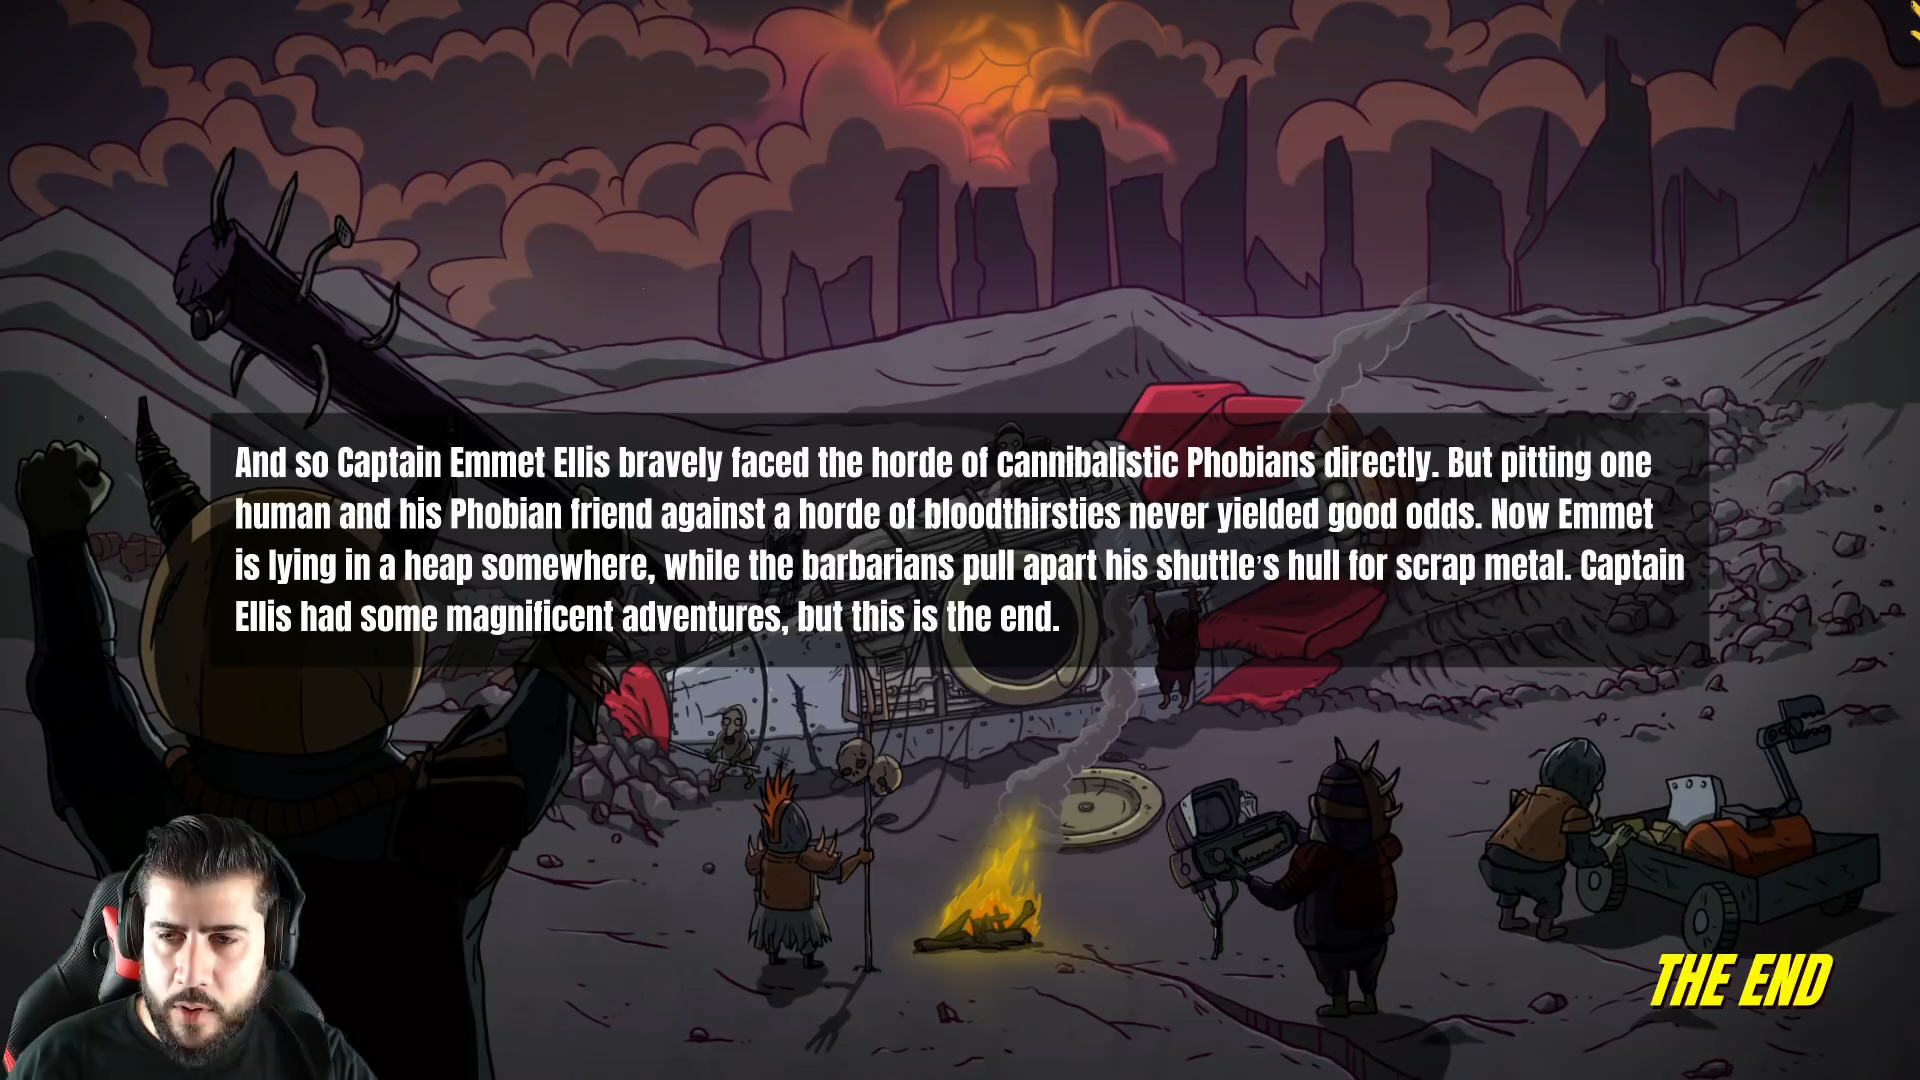 And so Captain Emmet Ellis bravely faced the horde of cannibalistic Phobians directly. But pitting one
human and his Phobian friend against a horde of bloodthirsties never yielded good odds. Now Emmet
is lying in a heap somewhere, while the barbarians pull apart his shuttle's hull for scrap metal. Captain
Ellis had some magnificent adventures, but this is the end.
THE END